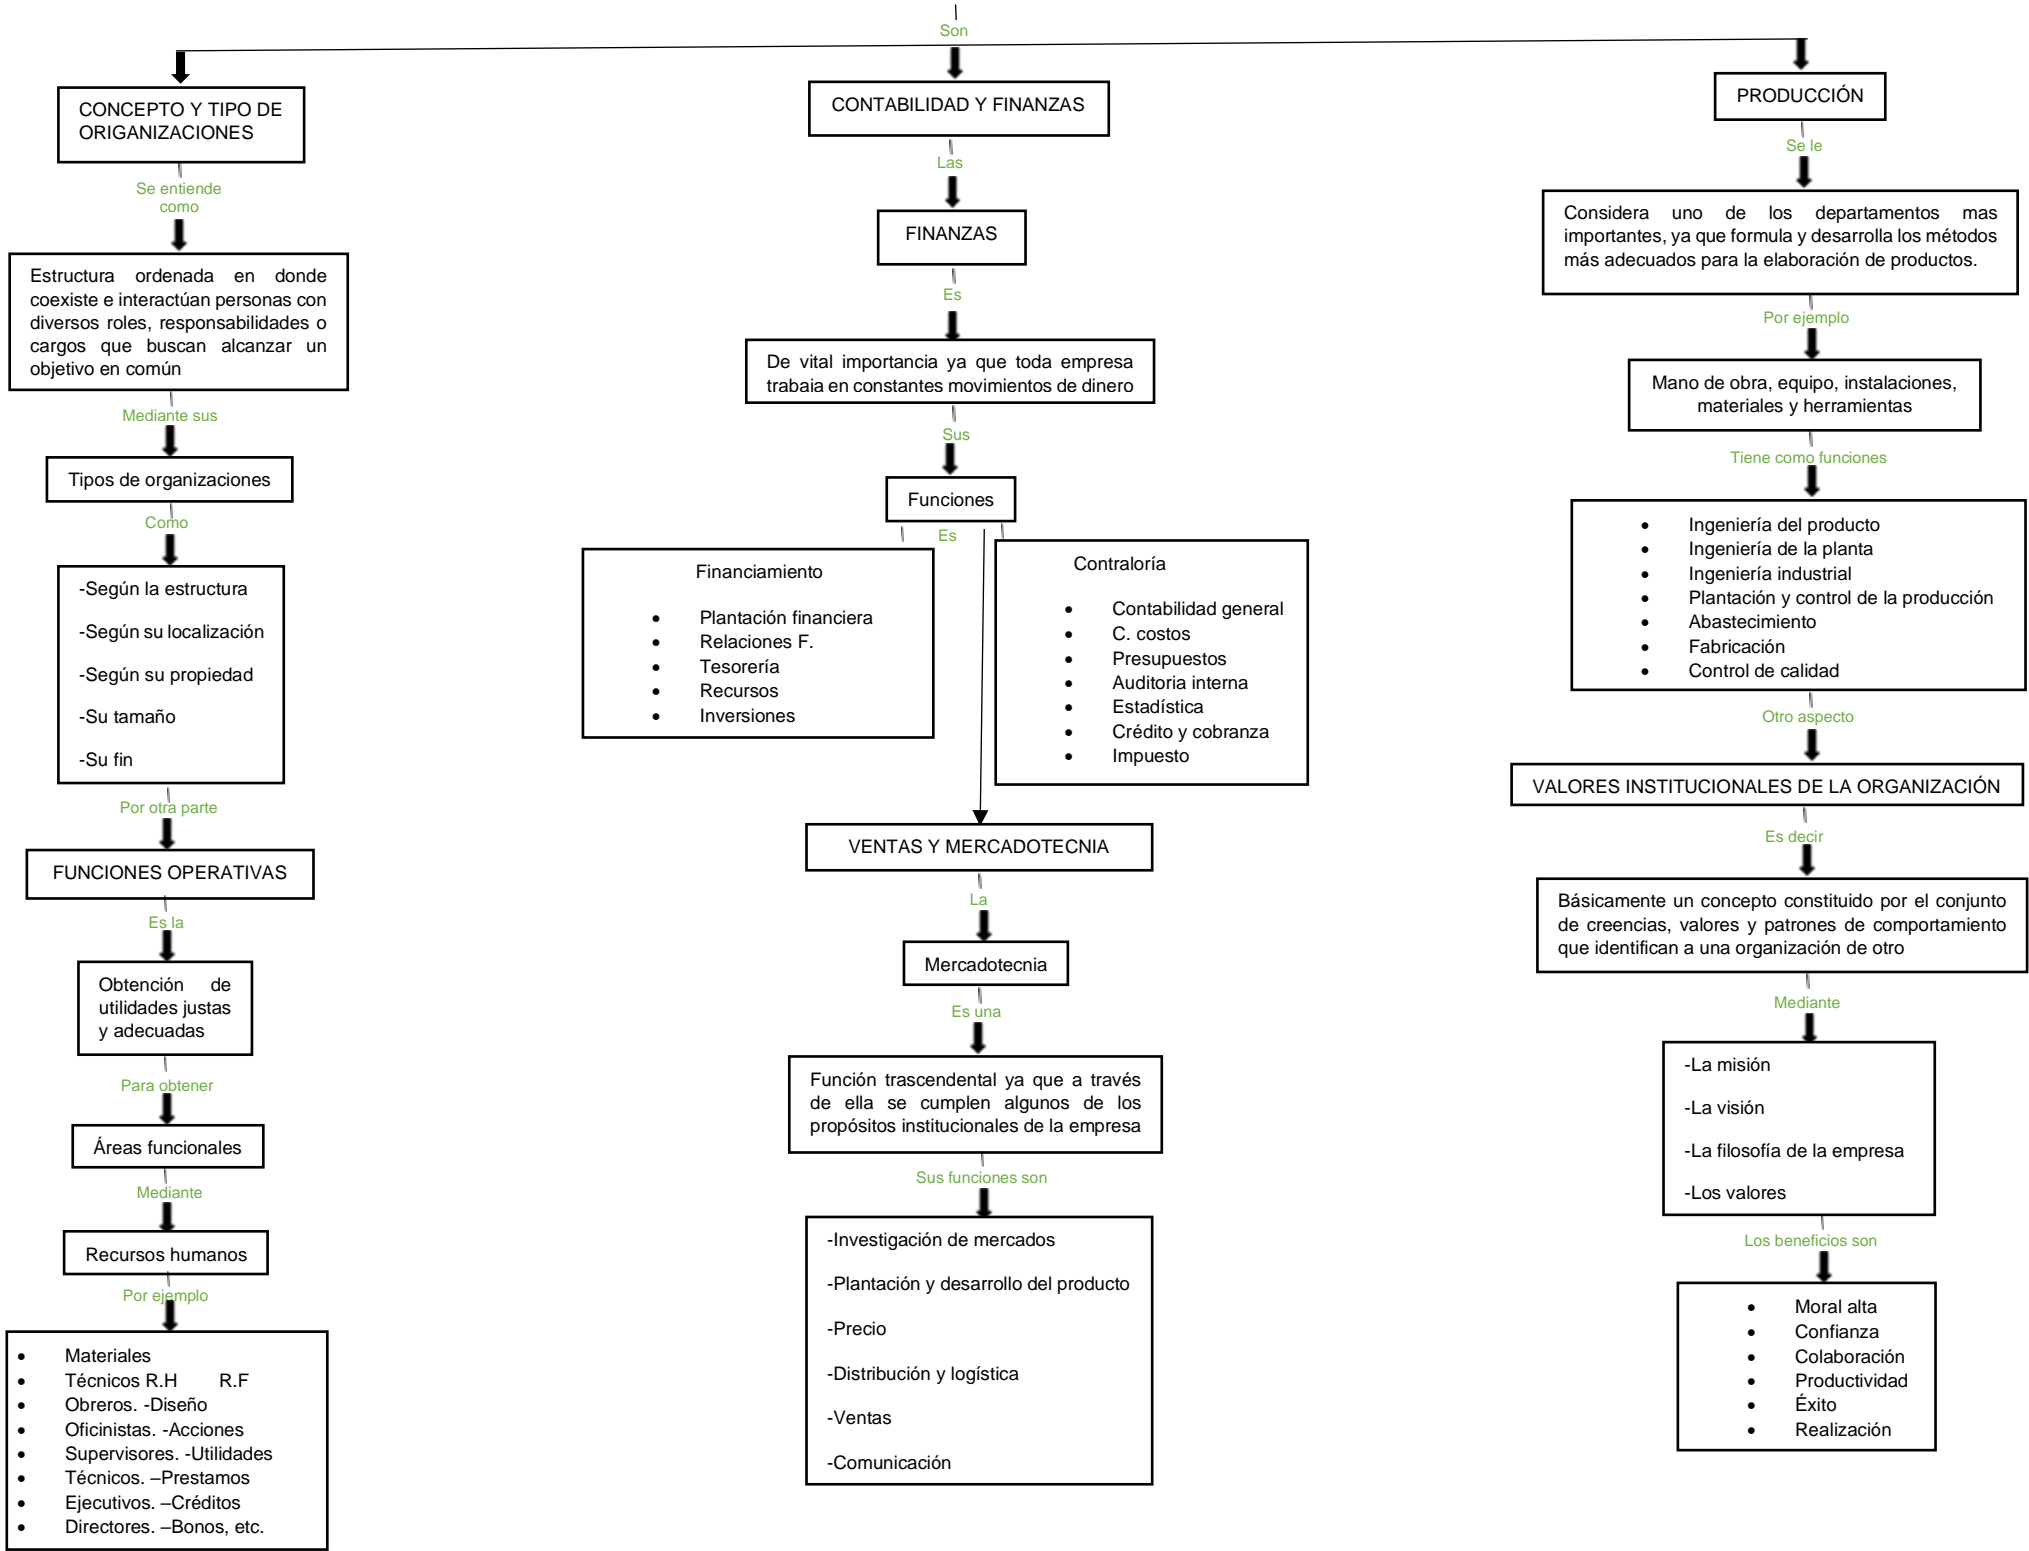 Son
CONCEPTO Y TIPO DE
ORIGANIZACIONES
Se entiende
como
Estructura ordenada en donde
coexiste e interactúan personas con
diversos roles, responsabilidades o
cargos que buscan alcanzar un
objetivo en común
Mediante sus
Tipos de organizaciones
Como
-Según la estructura
-Según su localización
-Según su propiedad
-Su tamaño
-Su fin
Por otra parte
FUNCIONES OPERATIVAS
Es la
Obtención de
utilidades justas
y adecuadas
Para obtener
Áreas funcionales
Mediante
Recursos humanos
Por ejemplo
• Materiales
• Técnicos R.H R.F
• Obreros. -Diseño
• Oficinistas. -Acciones
• Supervisores. -Utilidades
• Técnicos. –Prestamos
• Ejecutivos. –Créditos
• Directores. –Bonos, etc.
CONTABILIDAD Y FINANZAS
Las
FINANZAS
Es
De vital importancia ya que toda empresa
trabaia en constantes movimientos de dinero
Sus
Funciones
Es
Financiamiento
• Plantación financiera
• Relaciones F.
• Tesorería
• Recursos
• Inversiones
Contraloría
• Contabilidad general
• C. costos
• Presupuestos
• Auditoria interna
• Estadística
• Crédito y cobranza
• Impuesto
VENTAS Y MERCADOTECNIA
La
Mercadotecnia
Es una
Función trascendental ya que a través
de ella se cumplen algunos de los
propósitos institucionales de la empresa
Sus funciones son
-Investigación de mercados
-Plantación y desarrollo del producto
-Precio
-Distribución y logística
-Ventas
-Comunicación
PRODUCCIÓN
Se le
Considera uno de los departamentos mas
importantes, ya que formula y desarrolla los métodos
más adecuados para la elaboración de productos.
Por ejemplo
Mano de obra, equipo, instalaciones,
materiales y herramientas
Tiene como funciones
• Ingeniería del producto
• Ingeniería de la planta
• Ingeniería industrial
• Plantación y control de la producción
• Abastecimiento
• Fabricación
• Control de calidad
Otro aspecto
VALORES INSTITUCIONALES DE LA ORGANIZACIÓN
Es decir
Básicamente un concepto constituido por el conjunto
de creencias, valores y patrones de comportamiento
que identifican a una organización de otro
Mediante
-La misión
-La visión
-La filosofía de la empresa
-Los valores
Los beneficios son
• Moral alta
• Confianza
• Colaboración
• Productividad
• Éxito
• Realización